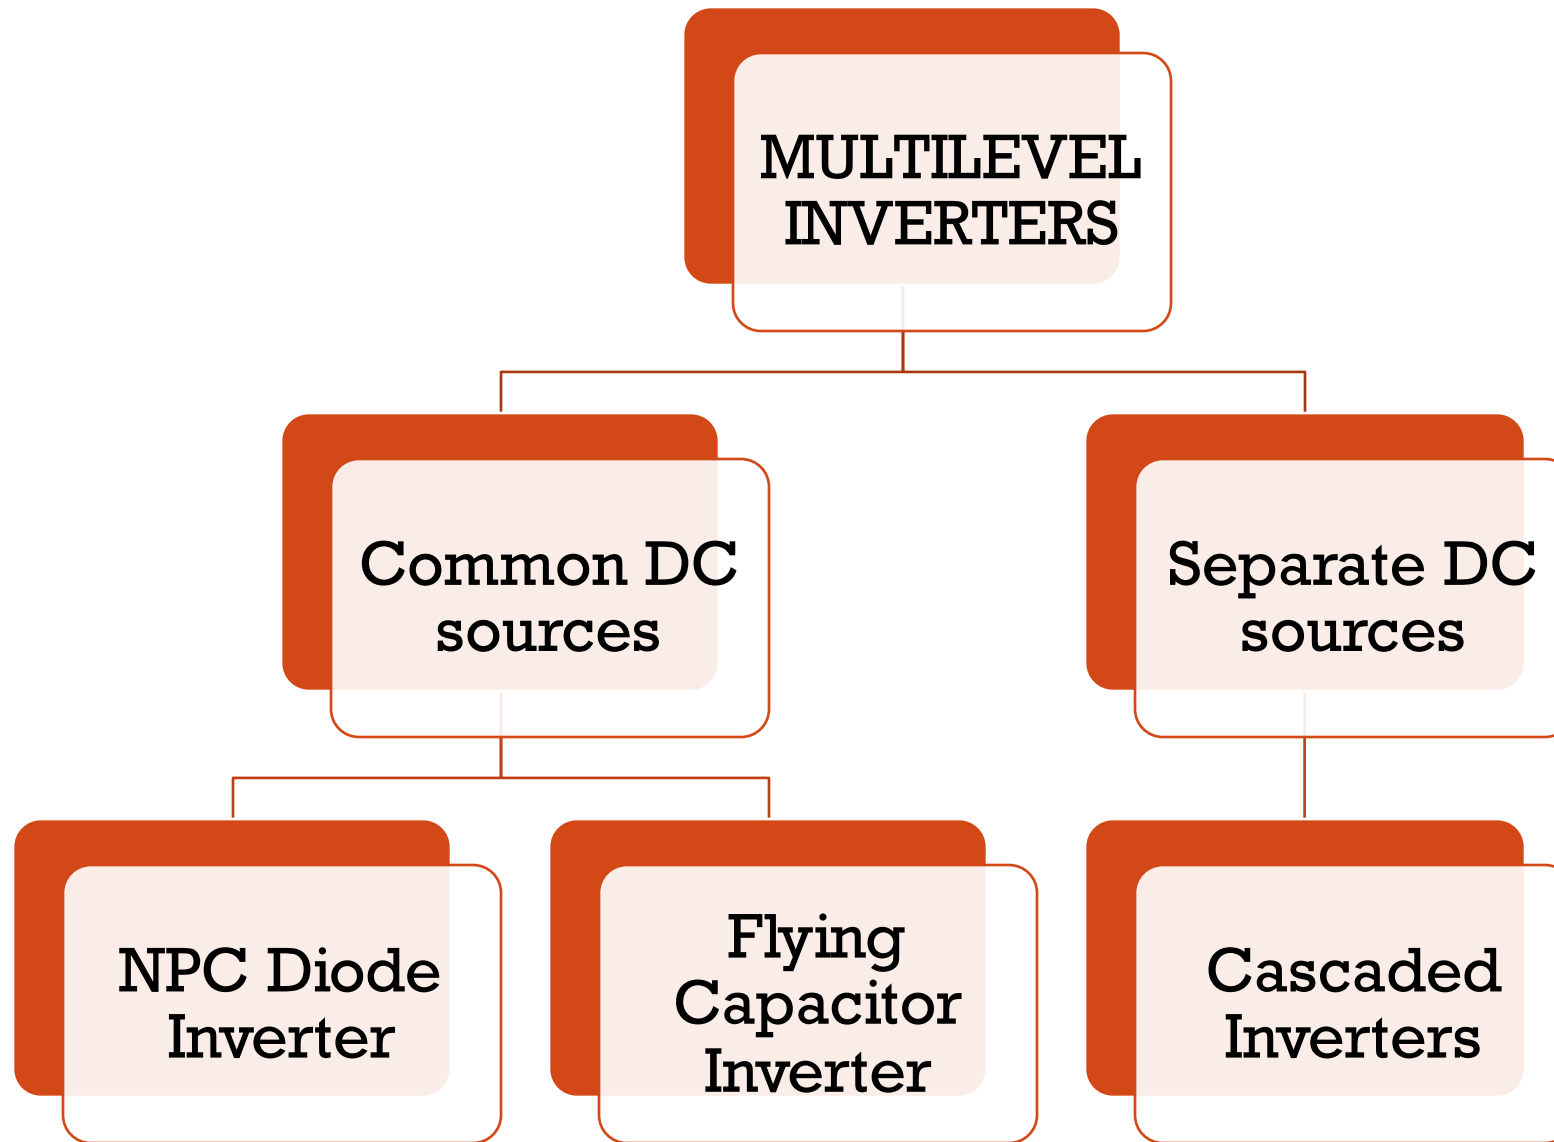 MULTILEVEL
INVERTERS
Common DC
sources
Separate DC
sources
NPC Diode
Inverter
Flying
Capacitor
Inverter
Cascaded
Inverters